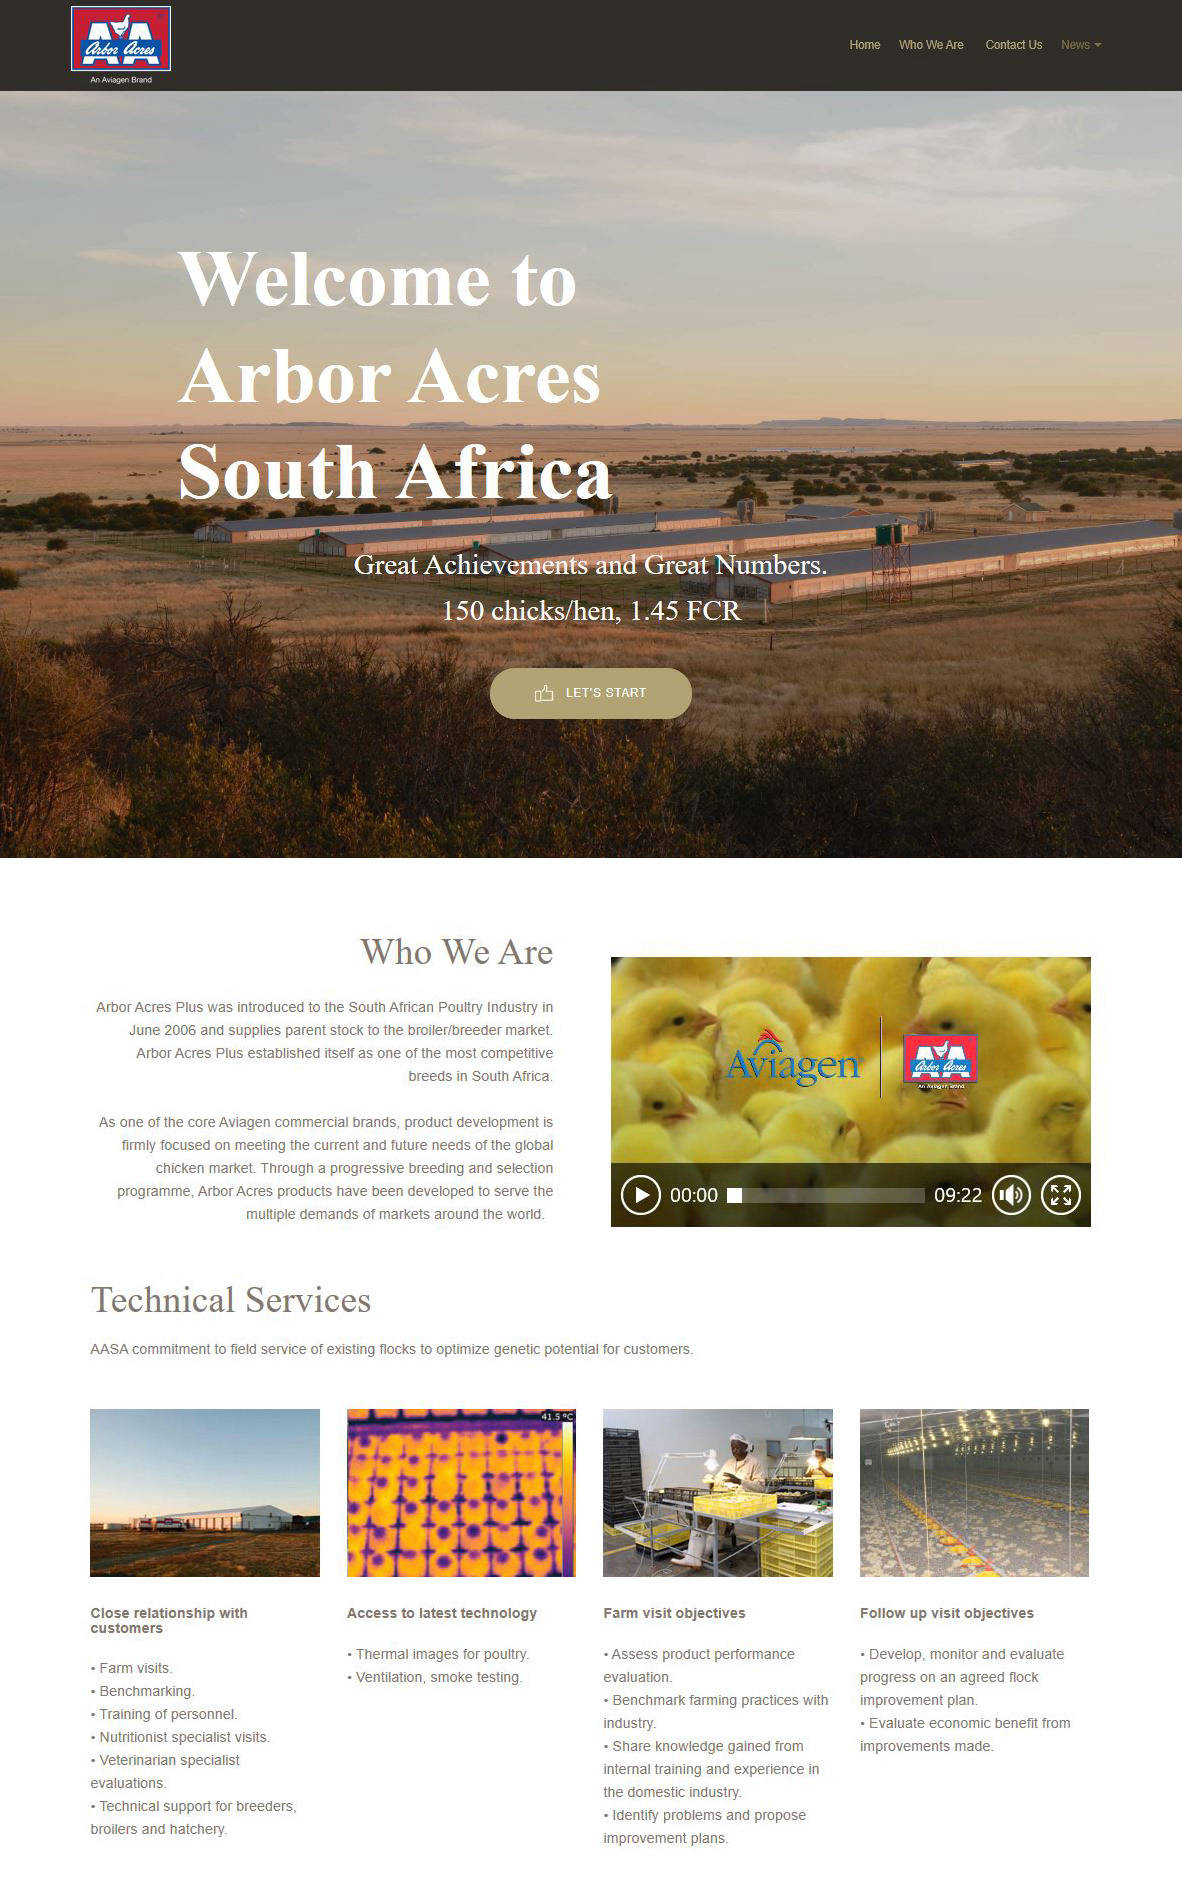 AA
Arbor Acres
An Aviagen Brand
Home Who We Are Contact Us News
Welcome to
Arbor Acres
South Africa
Great Achievements and Great Numbers.
150 chicks/hen, 1.45 FCR
LET'S START
Who We Are
Arbor Acres Plus was introduced to the South African Poultry Industry in
June 2006 and supplies parent stock to the broiler/breeder market.
Arbor Acres Plus established itself as one of the most competitive
breeds in South Africa.
As one of the core Aviagen commercial brands, product development is
firmly focused on meeting the current and future needs of the global
chicken market. Through a progressive breeding and selection
programme, Arbor Acres products have been developed to serve the
multiple demands of markets around the world.
Aviagen
AA
Arbor Acres
An Aviagen Brand
00:00 09:22
Technical Services
AASA commitment to field service of existing flocks to optimize genetic potential for customers.
41.5 °C
Close relationship with
customers
• Farm visits.
• Benchmarking.
• Training of personnel.
• Nutritionist specialist visits.
• Veterinarian specialist
evaluations.
• Technical support for breeders,
broilers and hatchery.
Access to latest technology
• Thermal images for poultry.
• Ventilation, smoke testing.
Farm visit objectives
• Assess product performance
evaluation.
• Benchmark farming practices with
industry.
• Share knowledge gained from
internal training and experience in
the domestic industry.
• Identify problems and propose
improvement plans.
Follow up visit objectives
• Develop, monitor and evaluate
progress on an agreed flock
improvement plan.
• Evaluate economic benefit from
improvements made.